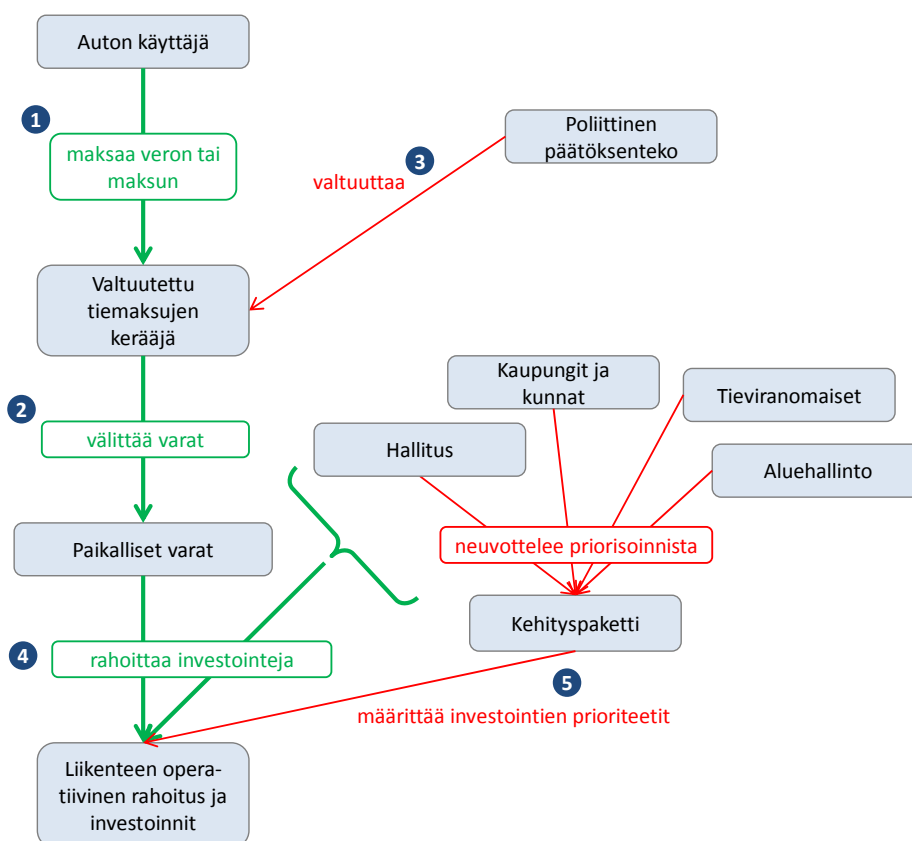 Auton käyttäjä
1
maksaa veron tai
maksun
Poliittinen
päätöksenteko
3
valtuuttaa
Valtuutettu
tiemaksujen
kerääjä
2
välittää varat
Kaupungit ja
kunnat
Tieviranomaiset
Hallitus
Aluehallinto
Paikalliset varat
neuvottelee priorisoinnista
Kehityspaketti
4
rahoittaa investointeja
5
määrittää investointien prioriteetit
Liikenteen opera-
tiivinen rahoitus ja
investoinnit